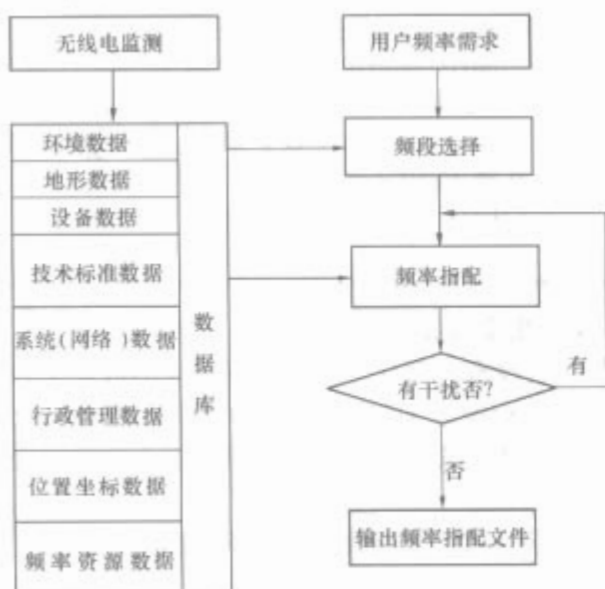 无线电监测
环境数据
地形数据
设备数据
技术标准数据
系统(网络)数据
行政管理数据
位置坐标数据
频率资源数据
数据库
用户频率需求
频段选择
频率指配
有干扰否?
有
否
输出频率指配文件